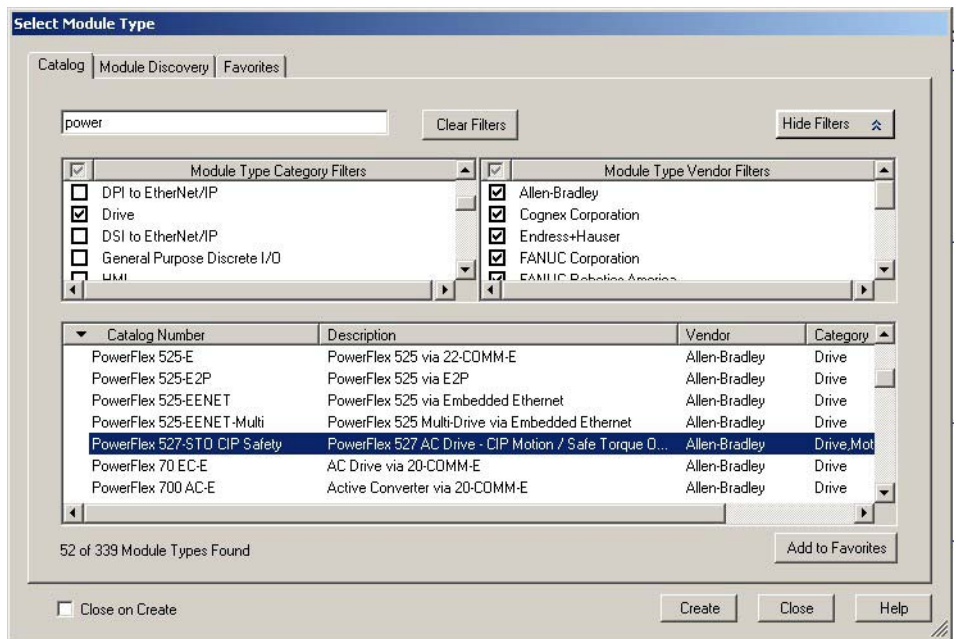 Select Module Type
Catalog Module Discovery Favorites
power Clear Filters Hide Filters
Module Type Category Filters Module Type Vendor Filters
DPI to EtherNet/IP Allen-Bradley
Drive Cognex Corporation
DSI to EtherNet/IP Endress+Hauser
General Purpose Discrete I/O FANUC Corporation
HMI FANUC Robotics America
Catalog Number Description Vendor Category
PowerFlex 525-E PowerFlex 525 via 22-COMM-E Allen-Bradley Drive
PowerFlex 525-E2P PowerFlex 525 via E2P Allen-Bradley Drive
PowerFlex 525-EENET PowerFlex 525 via Embedded Ethernet Allen-Bradley Drive
PowerFlex 525-EENET-Multi PowerFlex 525 Multi-Drive via Embedded Ethernet Allen-Bradley Drive
PowerFlex 527-STO CIP Safety PowerFlex 527 AC Drive - CIP Motion / Safe Torque O... Allen-Bradley Drive,Mot
PowerFlex 70 EC-E AC Drive via 20-COMM-E Allen-Bradley Drive
PowerFlex 700 AC-E Active Converter via 20-COMM-E Allen-Bradley Drive
52 of 339 Module Types Found Add to Favorites
Close on Create Create Close Help